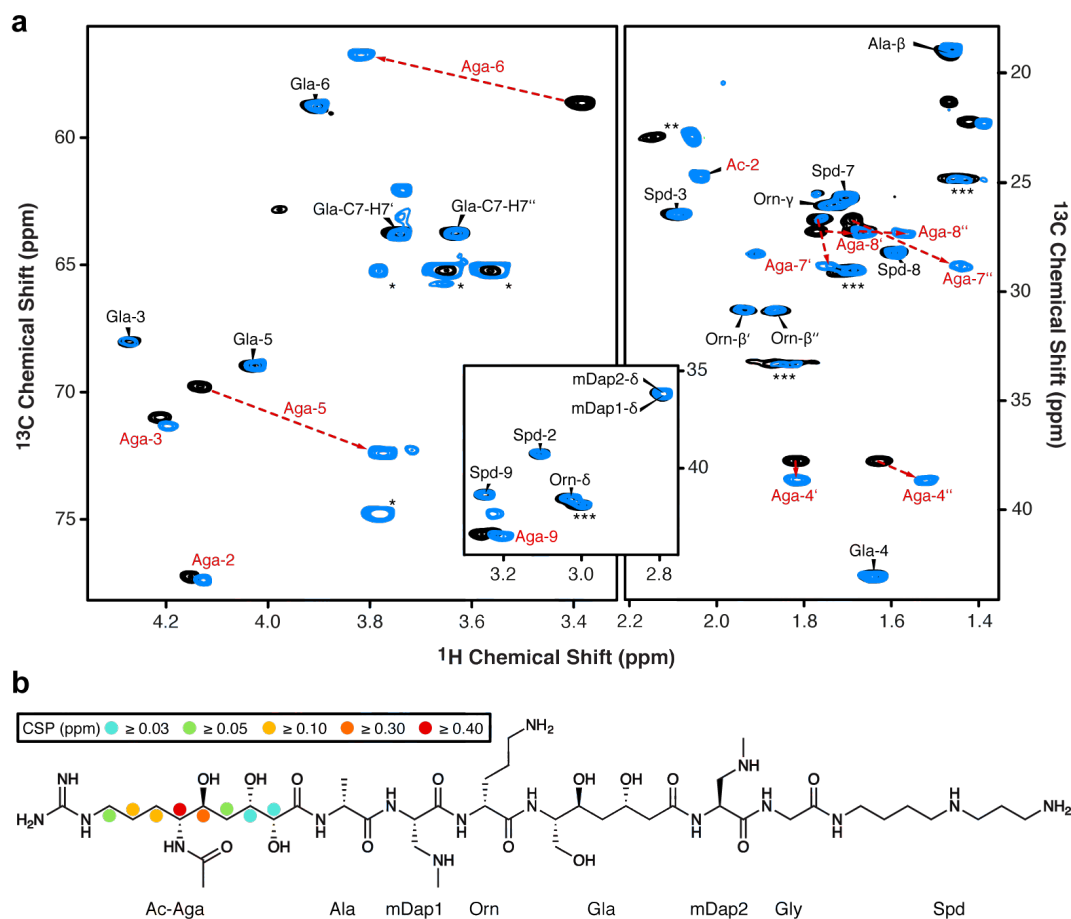 a
Aga-6
Gla-6
Gla-C7-H7‘
Gla-C7-H7‘‘
*
*
*
Gla-3
Gla-5
Aga-5
Aga-3
*
Aga-2
60
65
70
75
13C Chemical Shift (ppm)
4.2
4.0
3.8
3.6
3.4
mDap2-δ
mDap1-δ
Spd-2
Spd-9
Orn-δ
***
Aga-9
35
40
3.2
3.0
2.8
Ala-β
**
Ac-2
Spd-7
Spd-3
Orn-γ
***
Aga-8‘
Aga-8‘‘
Aga-7‘
Spd-8
Aga-7‘‘
***
Orn-β‘
Orn-β‘‘
***
Aga-4‘
Aga-4‘‘
Gla-4
20
25
30
35
40
13C Chemical Shift (ppm)
2.2
2.0
1.8
1.6
1.4
1H Chemical Shift (ppm)
b
CSP (ppm) ≥ 0.03 ≥ 0.05 ≥ 0.10 ≥ 0.30 ≥ 0.40
NH2
NH
OH
OH
O
O
OH
OH
O
NH
O
NH2
H2N
N
H
N
H
O
H
N
N
H
O
H
N
N
H
O
H
N
O
N
H
N
H
HN
O
OH
NH
OH
Ac-Aga
Ala
mDap1
Orn
Gla
mDap2
Gly
Spd